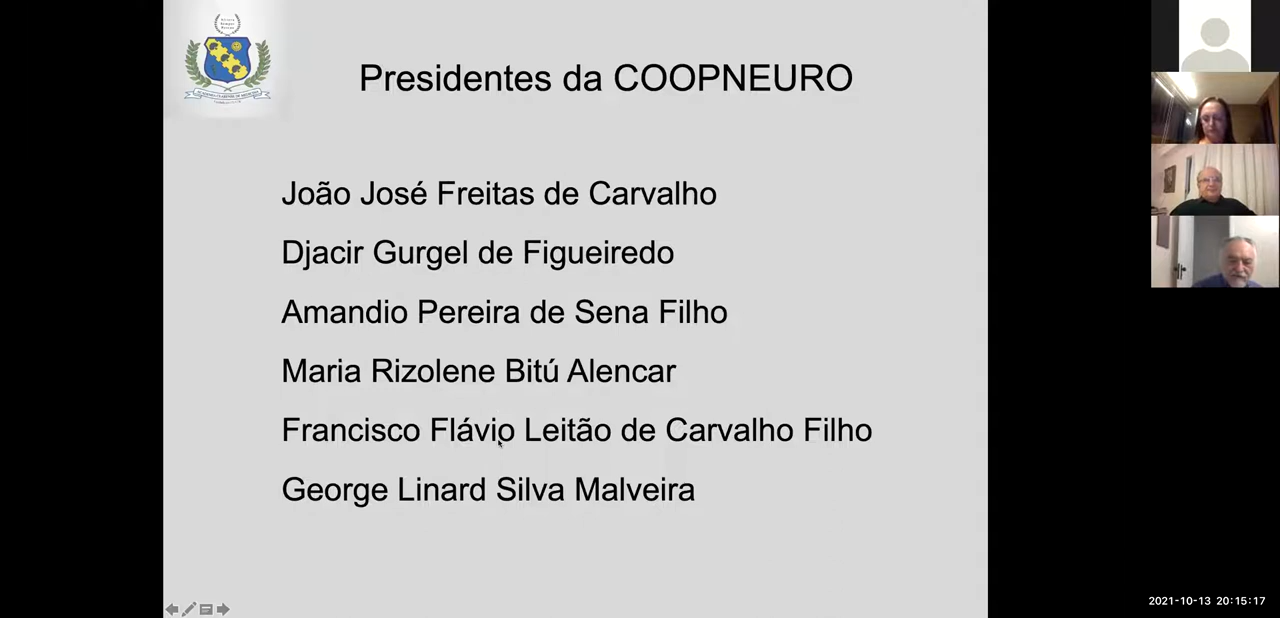 Presidentes da COOPNEURO
João José Freitas de Carvalho
Djacir Gurgel de Figueiredo
Amandio Pereira de Sena Filho
Maria Rizolene Bitú Alencar
Francisco Flávio Leitão de Carvalho Filho
George Linard Silva Malveira
2021-10-13 20:15:17